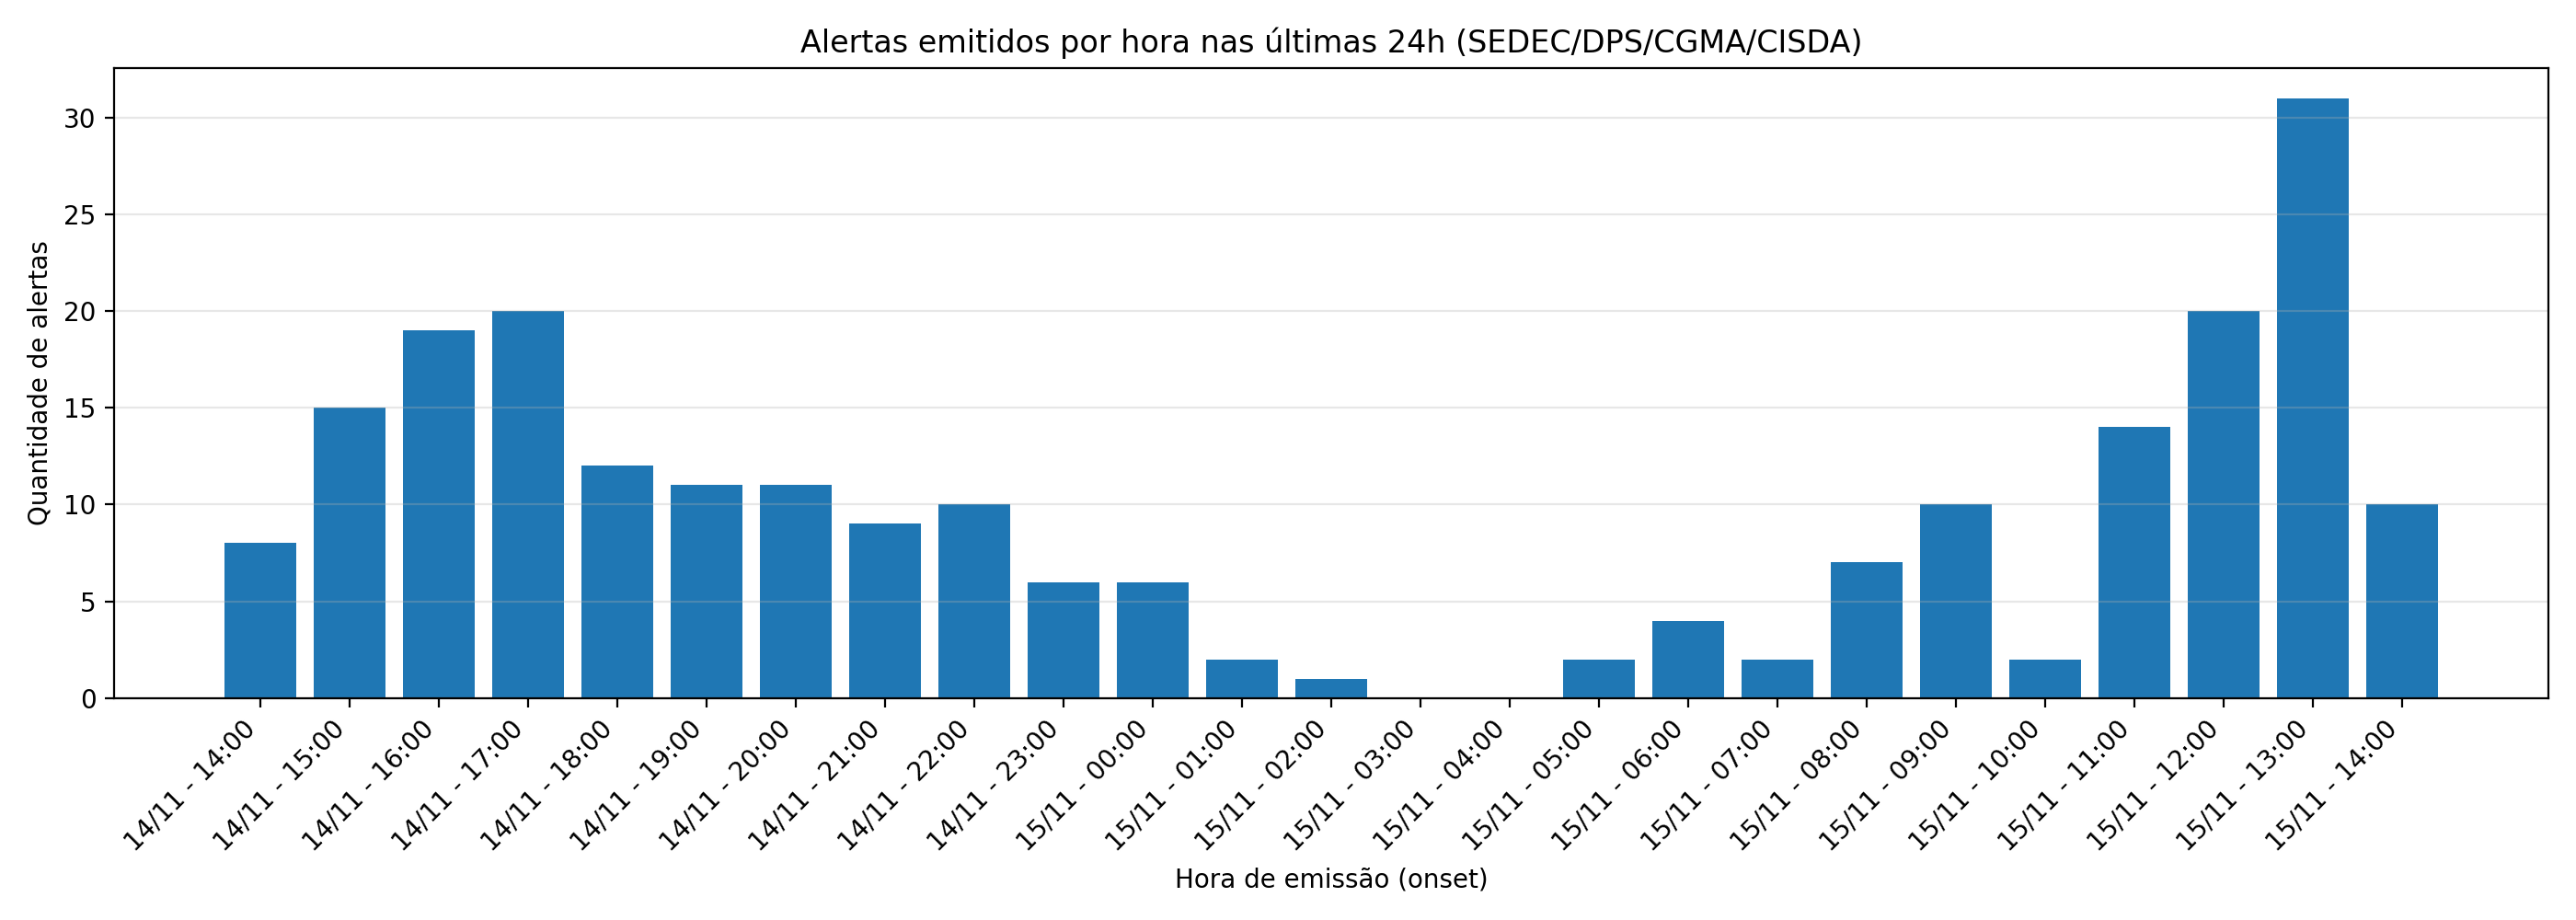 Alertas emitidos por hora nas últimas 24h (SEDEC/DPS/CGMA/CISDA)
Quantidade de alertas
30
25
20
15
10
5
0
14/11 - 14:00
14/11 - 15:00
14/11 - 16:00
14/11 - 17:00
14/11 - 18:00
14/11 - 19:00
14/11 - 20:00
14/11 - 21:00
14/11 - 22:00
14/11 - 23:00
15/11 - 00:00
15/11 - 01:00
15/11 - 02:00
15/11 - 03:00
15/11 - 04:00
15/11 - 05:00
15/11 - 06:00
15/11 - 07:00
15/11 - 08:00
15/11 - 09:00
15/11 - 10:00
15/11 - 11:00
15/11 - 12:00
15/11 - 13:00
15/11 - 14:00
Hora de emissão (onset)